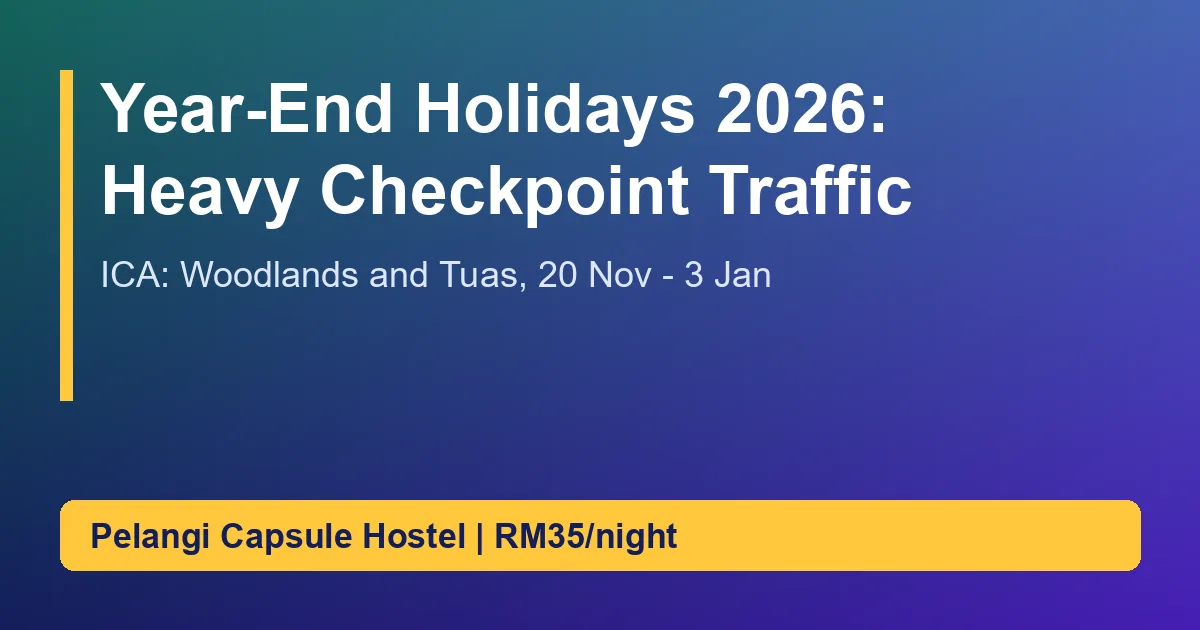 Year-End Holidays 2026:
Heavy Checkpoint Traffic
ICA: Woodlands and Tuas, 20 Nov - 3 Jan
Pelangi Capsule Hostel | RM35/night